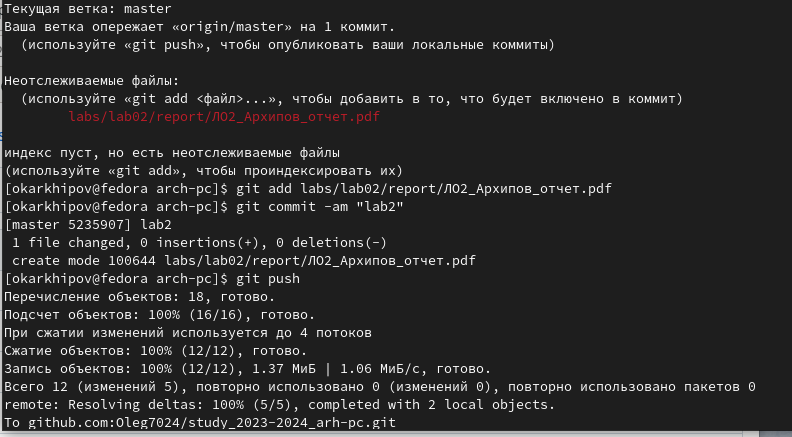 Текущая ветка: master
Ваша ветка опережает «origin/master» на 1 коммит.
(используйте «git push», чтобы опубликовать ваши локальные коммиты)
Неотслеживаемые файлы:
(используйте «git add <файл>...», чтобы добавить в то, что будет включено в коммит)
labs/lab02/report/ЛО2_Архипов_отчет.pdf
индекс пуст, но есть неотслеживаемые файлы
(используйте «git add», чтобы проиндексировать их)
[okarkhipov@fedora arch-pc]$ git add labs/lab02/report/ЛО2_Архипов_отчет.pdf
[okarkhipov@fedora arch-pc]$ git commit -am "lab2"
[master 5235907] lab2
1 file changed, 0 insertions(+), 0 deletions(-)
create mode 100644 labs/lab02/report/ЛО2_Архипов_отчет.pdf
[okarkhipov@fedora arch-pc]$ git push
Перечисление объектов: 18, готово.
Подсчет объектов: 100% (16/16), готово.
При сжатии изменений используется до 4 потоков
Сжатие объектов: 100% (12/12), готово.
Запись объектов: 100% (12/12), 1.37 МиБ | 1.06 МиБ/с, готово.
Всего 12 (изменений 5), повторно использовано 0 (изменений 0), повторно использовано пакетов 0
remote: Resolving deltas: 100% (5/5), completed with 2 local objects.
To github.com:Oleg7024/study_2023-2024_arh-pc.git